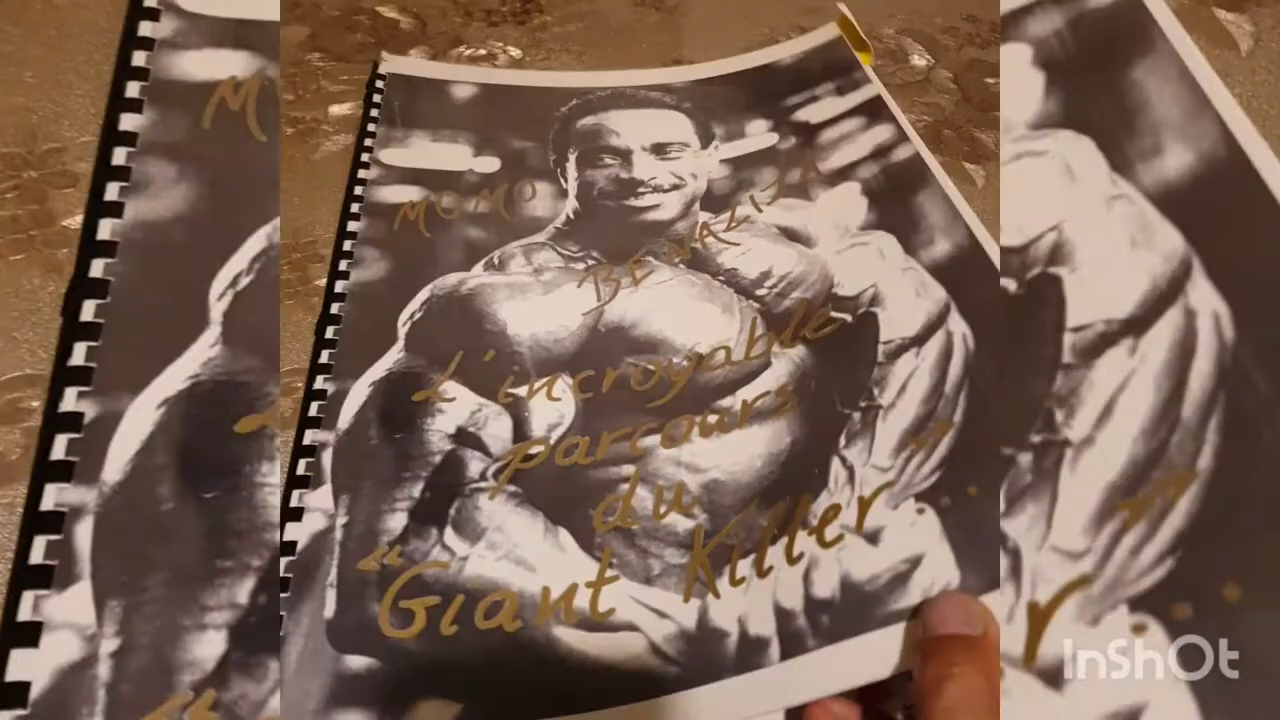 MOMO
BENAZIZA
L'incroyable
parcours
du
"Giant Killer"...
InShOt